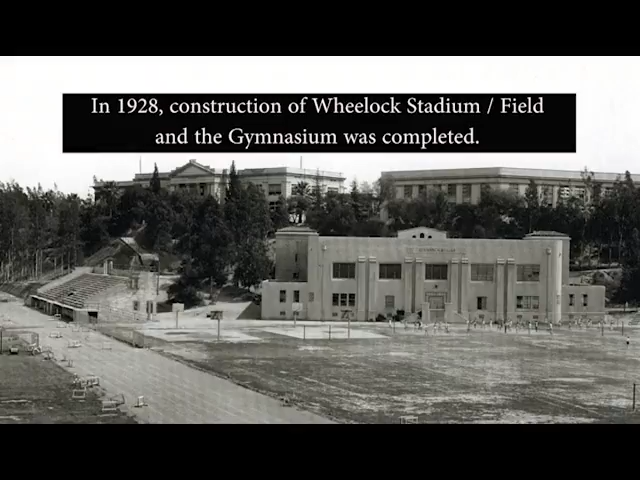 In 1928, construction of Wheelock Stadium / Field
and the Gymnasium was completed.